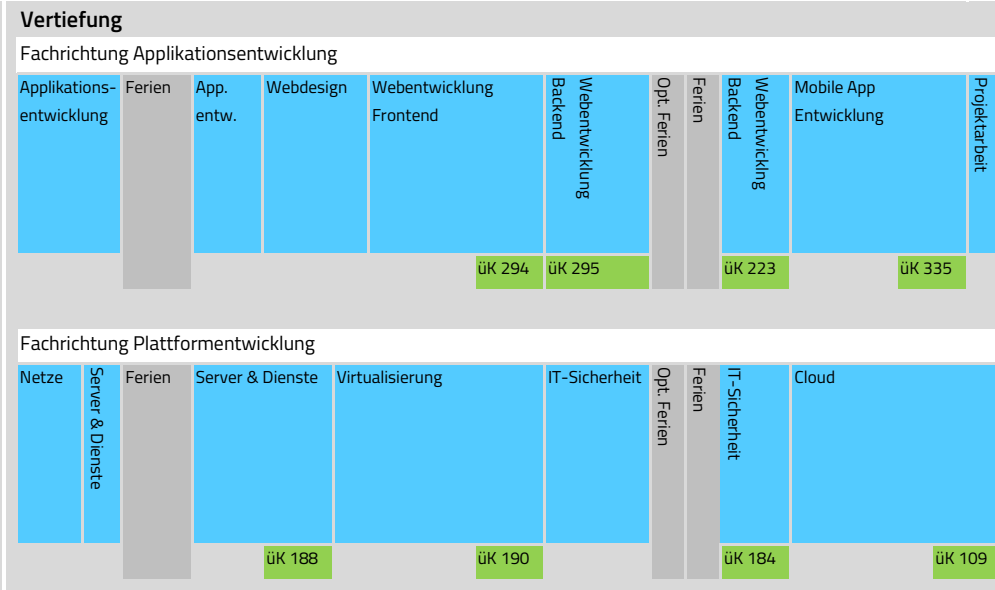 Vertiefung
Fachrichtung Applikationsentwicklung
Applikations-
entwicklung
Ferien
App.
entw.
Webdesign
Webentwicklung
Frontend
Webentwicklung
Backend
Opt. Ferien
Ferien
Webentwicklng
Backend
Mobile App
Entwicklung
Projektarbeit
üK 294
üK 295
üK 223
üK 335
Fachrichtung Plattformentwicklung
Netze
Server & Dienste
Ferien
Server & Dienste
Virtualisierung
IT-Sicherheit
Opt. Ferien
Ferien
IT-Sicherheit
Cloud
üK 188
üK 190
üK 184
üK 109